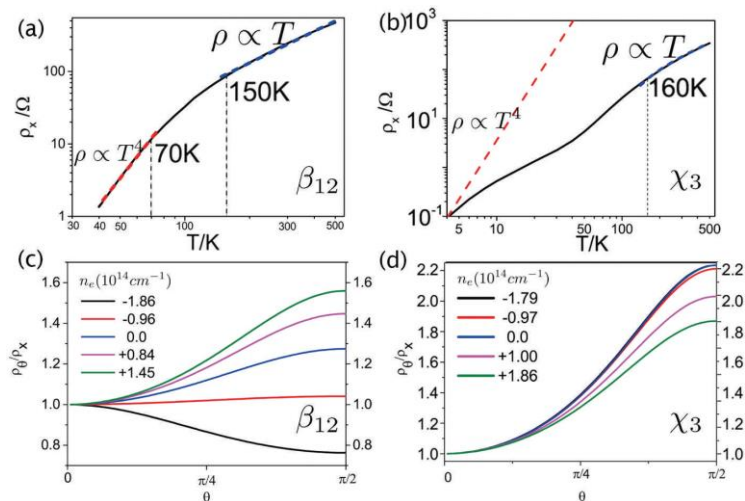 (a)
ρ ∝ T
100
150K
ρₓ/Ω
10
ρ ∝ T⁴
70K
β₁₂
1
30 40 50 100 300 500
T/K
(b)
10³
ρ ∝ T
160K
ρₓ/Ω
10¹
ρ ∝ T⁴
χ₃
10⁻¹
5 10 50 100 500
T/K
(c)
nₑ(10¹⁴cm⁻¹)
-1.86
-0.96
0.0
+0.84
+1.45
1.6 1.4 1.2 1.0 0.8
ρθ/ρₓ
1.6 1.4 1.2 1.0 0.8
β₁₂
0 π/4 π/2
θ
(d)
nₑ(10¹⁴cm⁻¹)
-1.79
-0.97
0.0
+1.00
+1.86
2.2 2.0 1.8 1.6 1.4 1.2 1.0
ρθ/ρₓ
2.2 2.0 1.8 1.6 1.4 1.2 1.0
χ₃
0 π/4 π/2
θ